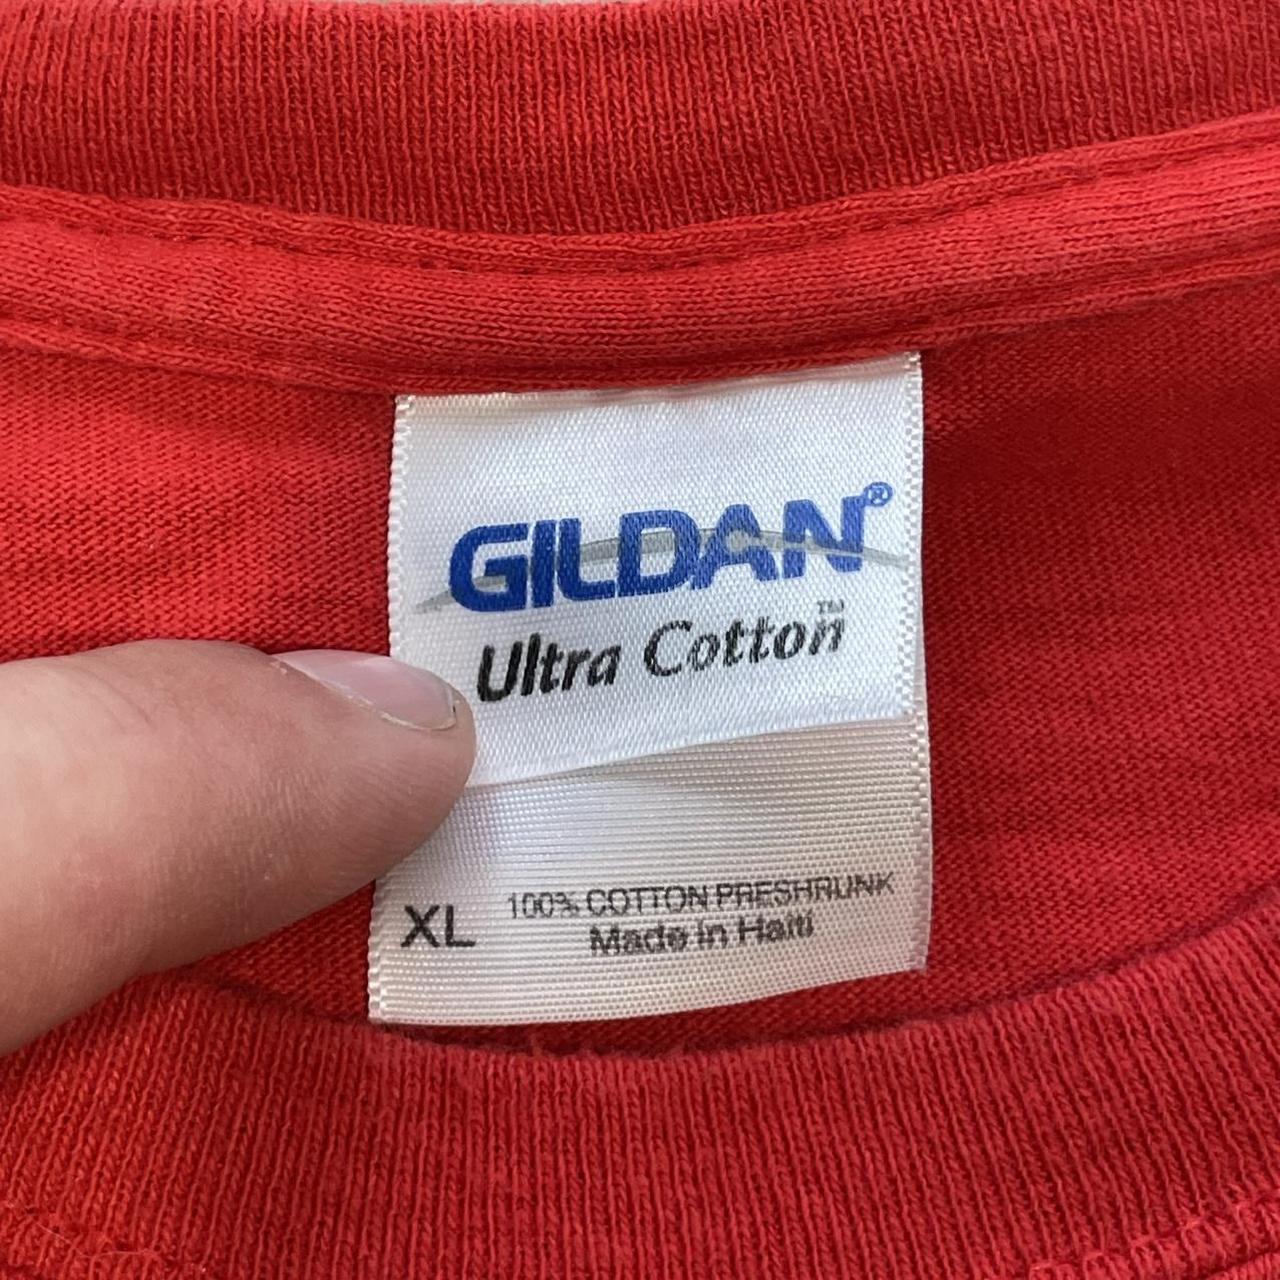 GILDAN®
Ultra Cotton™
XL
100% COTTON PRESHRUNK
Made in Haiti